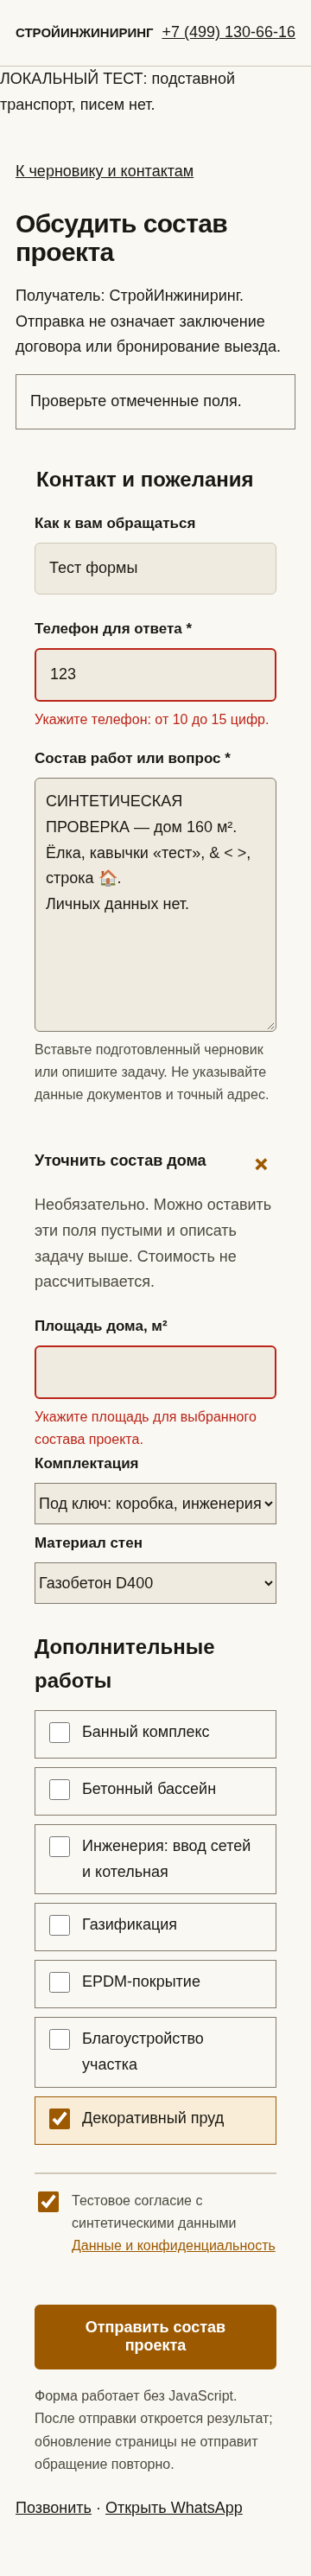 СТРОЙИНЖИНИРИНГ +7 (499) 130-66-16
ЛОКАЛЬНЫЙ ТЕСТ: подставной
транспорт, писем нет.
К черновику и контактам
Обсудить состав
проекта
Получатель: СтройИнжиниринг.
Отправка не означает заключение
договора или бронирование выезда.
Проверьте отмеченные поля.
Контакт и пожелания
Как к вам обращаться
Тест формы
Телефон для ответа *
123
Укажите телефон: от 10 до 15 цифр.
Состав работ или вопрос *
СИНТЕТИЧЕСКАЯ
ПРОВЕРКА — дом 160 м².
Ёлка, кавычки «тест», & < >,
строка 🏠.
Личных данных нет.
Вставьте подготовленный черновик
или опишите задачу. Не указывайте
данные документов и точный адрес.
Уточнить состав дома
Необязательно. Можно оставить
эти поля пустыми и описать
задачу выше. Стоимость не
рассчитывается.
Площадь дома, м²
Укажите площадь для выбранного
состава проекта.
Комплектация
Под ключ: коробка, инженерия
Материал стен
Газобетон D400
Дополнительные
работы
Банный комплекс
Бетонный бассейн
Инженерия: ввод сетей
и котельная
Газификация
EPDM-покрытие
Благоустройство
участка
Декоративный пруд
Тестовое согласие с
синтетическими данными
Данные и конфиденциальность
Отправить состав
проекта
Форма работает без JavaScript.
После отправки откроется результат;
обновление страницы не отправит
обращение повторно.
Позвонить · Открыть WhatsApp